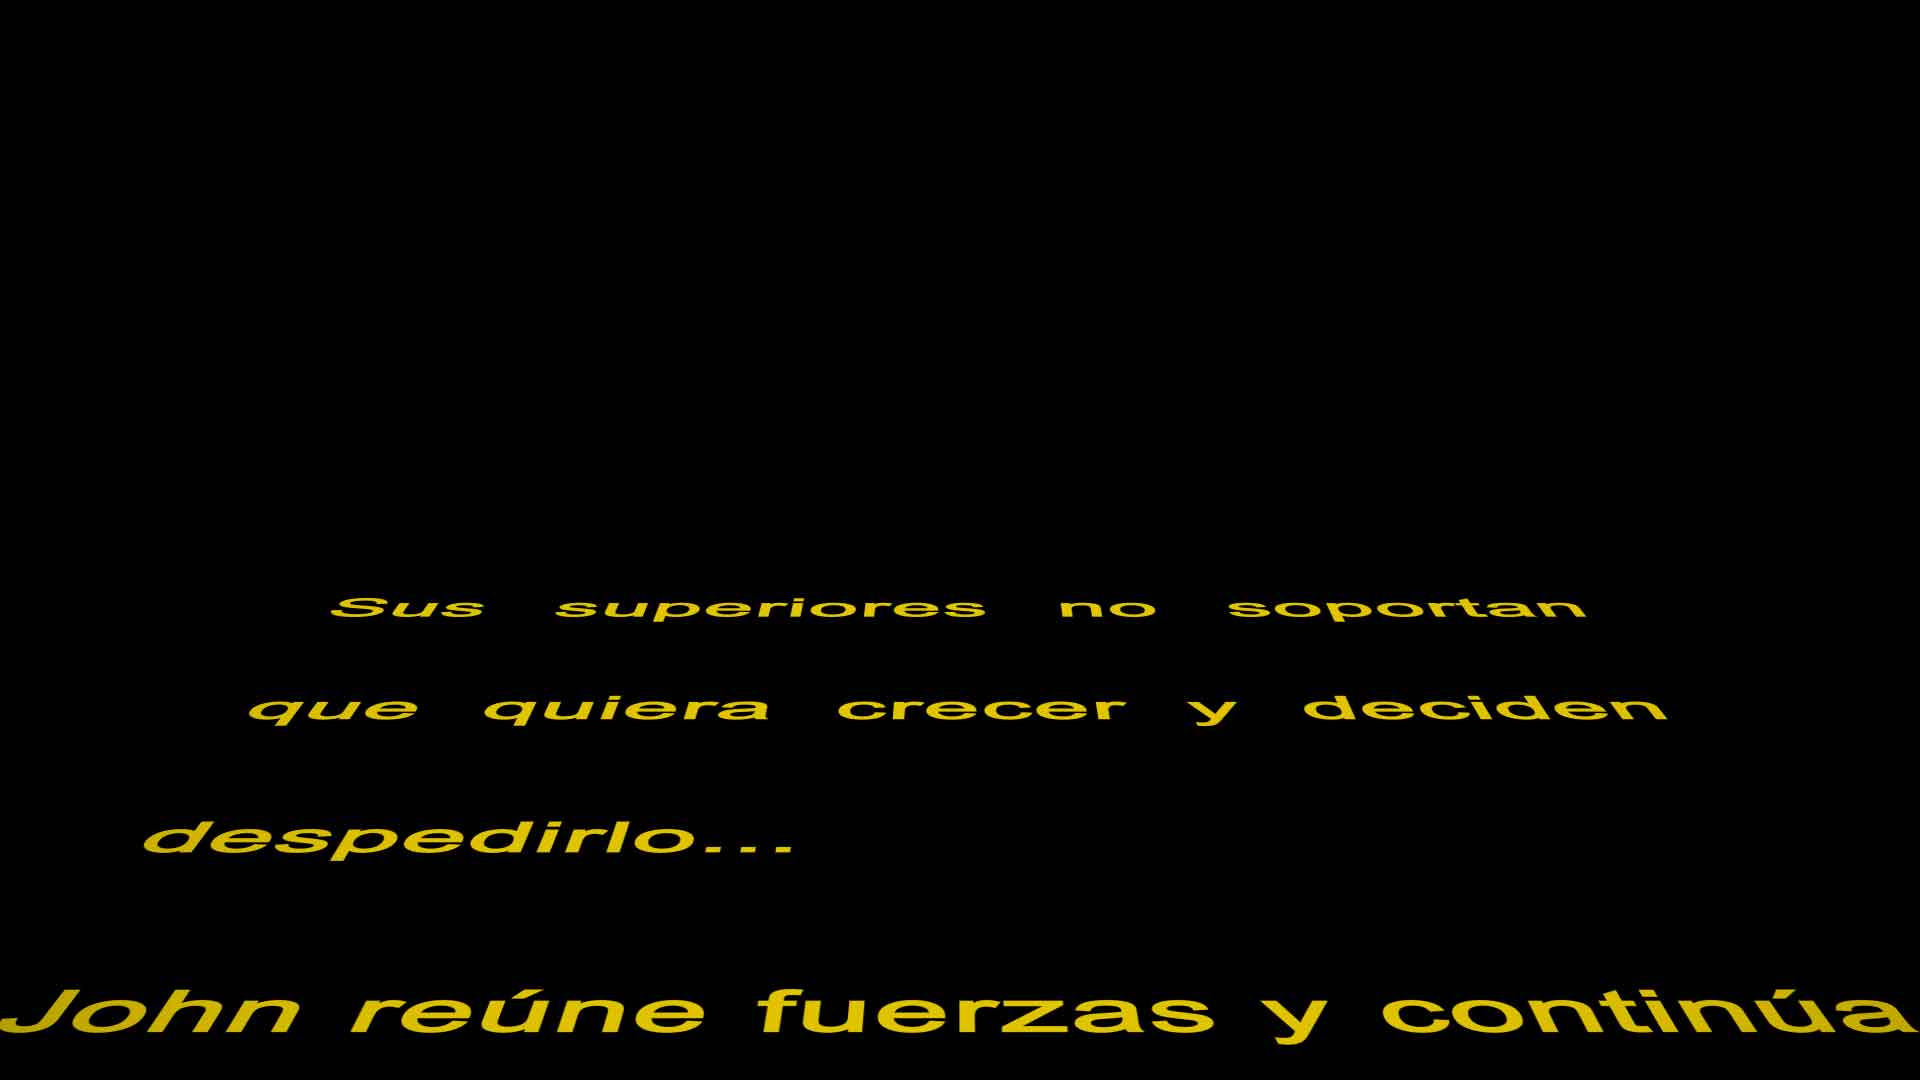 Sus superiores no soportan
que quiera crecer y deciden
despedirlo...
John reúne fuerzas y continúa